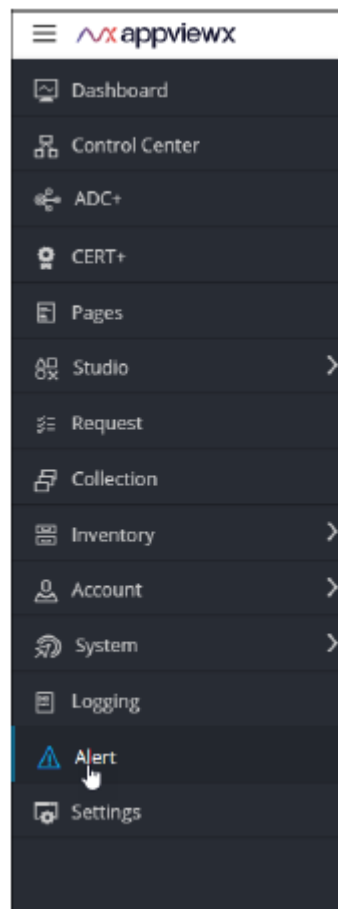 appviewx
Dashboard
Control Center
ADC+
CERT+
Pages
Studio
Request
Collection
Inventory
Account
System
Logging
Alert
Settings